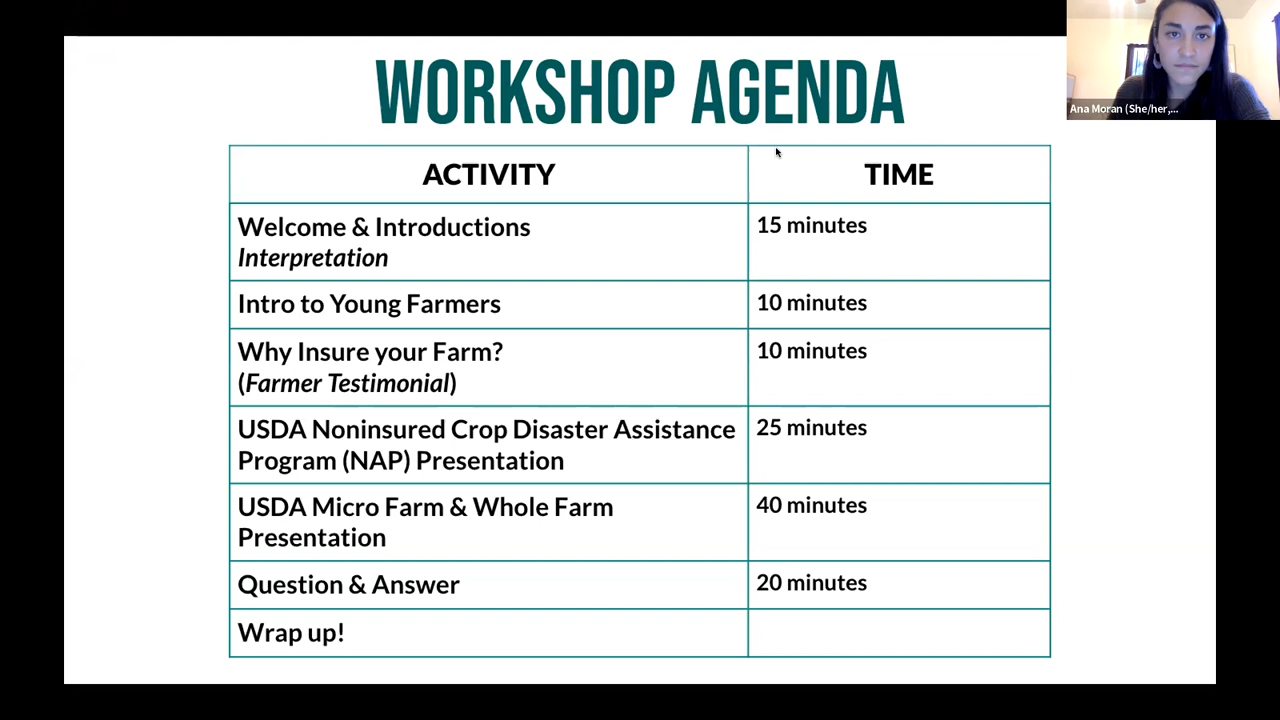 WORKSHOP AGENDA
Ana Moran (She/her,...
ACTIVITY TIME
Welcome & Introductions 15 minutes
Interpretation
Intro to Young Farmers 10 minutes
Why Insure your Farm? 10 minutes
(Farmer Testimonial)
USDA Noninsured Crop Disaster Assistance 25 minutes
Program (NAP) Presentation
USDA Micro Farm & Whole Farm 40 minutes
Presentation
Question & Answer 20 minutes
Wrap up!